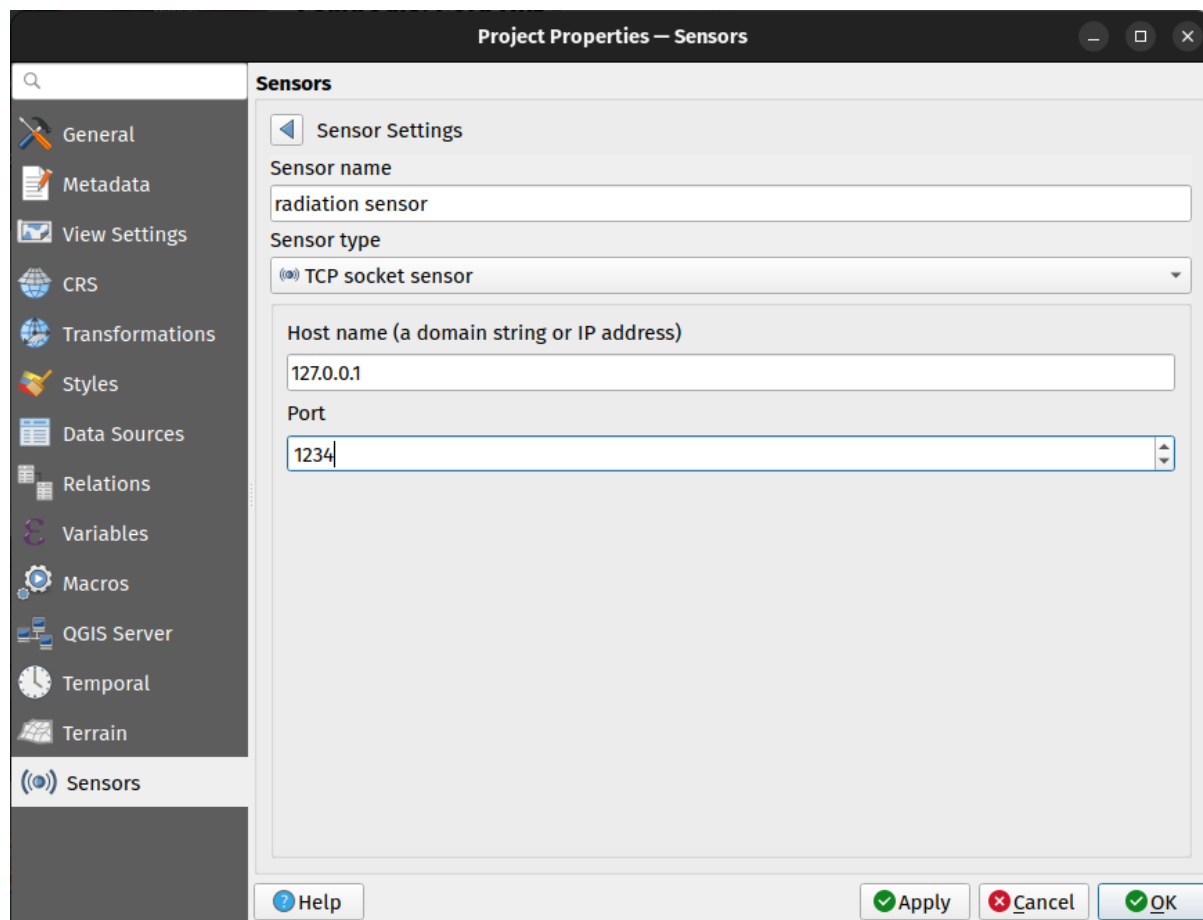 Project Properties — Sensors
General
Metadata
View Settings
CRS
Transformations
Styles
Data Sources
Relations
Variables
Macros
QGIS Server
Temporal
Terrain
Sensors
Sensors
Sensor Settings
Sensor name
radiation sensor
Sensor type
TCP socket sensor
Host name (a domain string or IP address)
127.0.0.1
Port
1234
Help
Apply
Cancel
OK